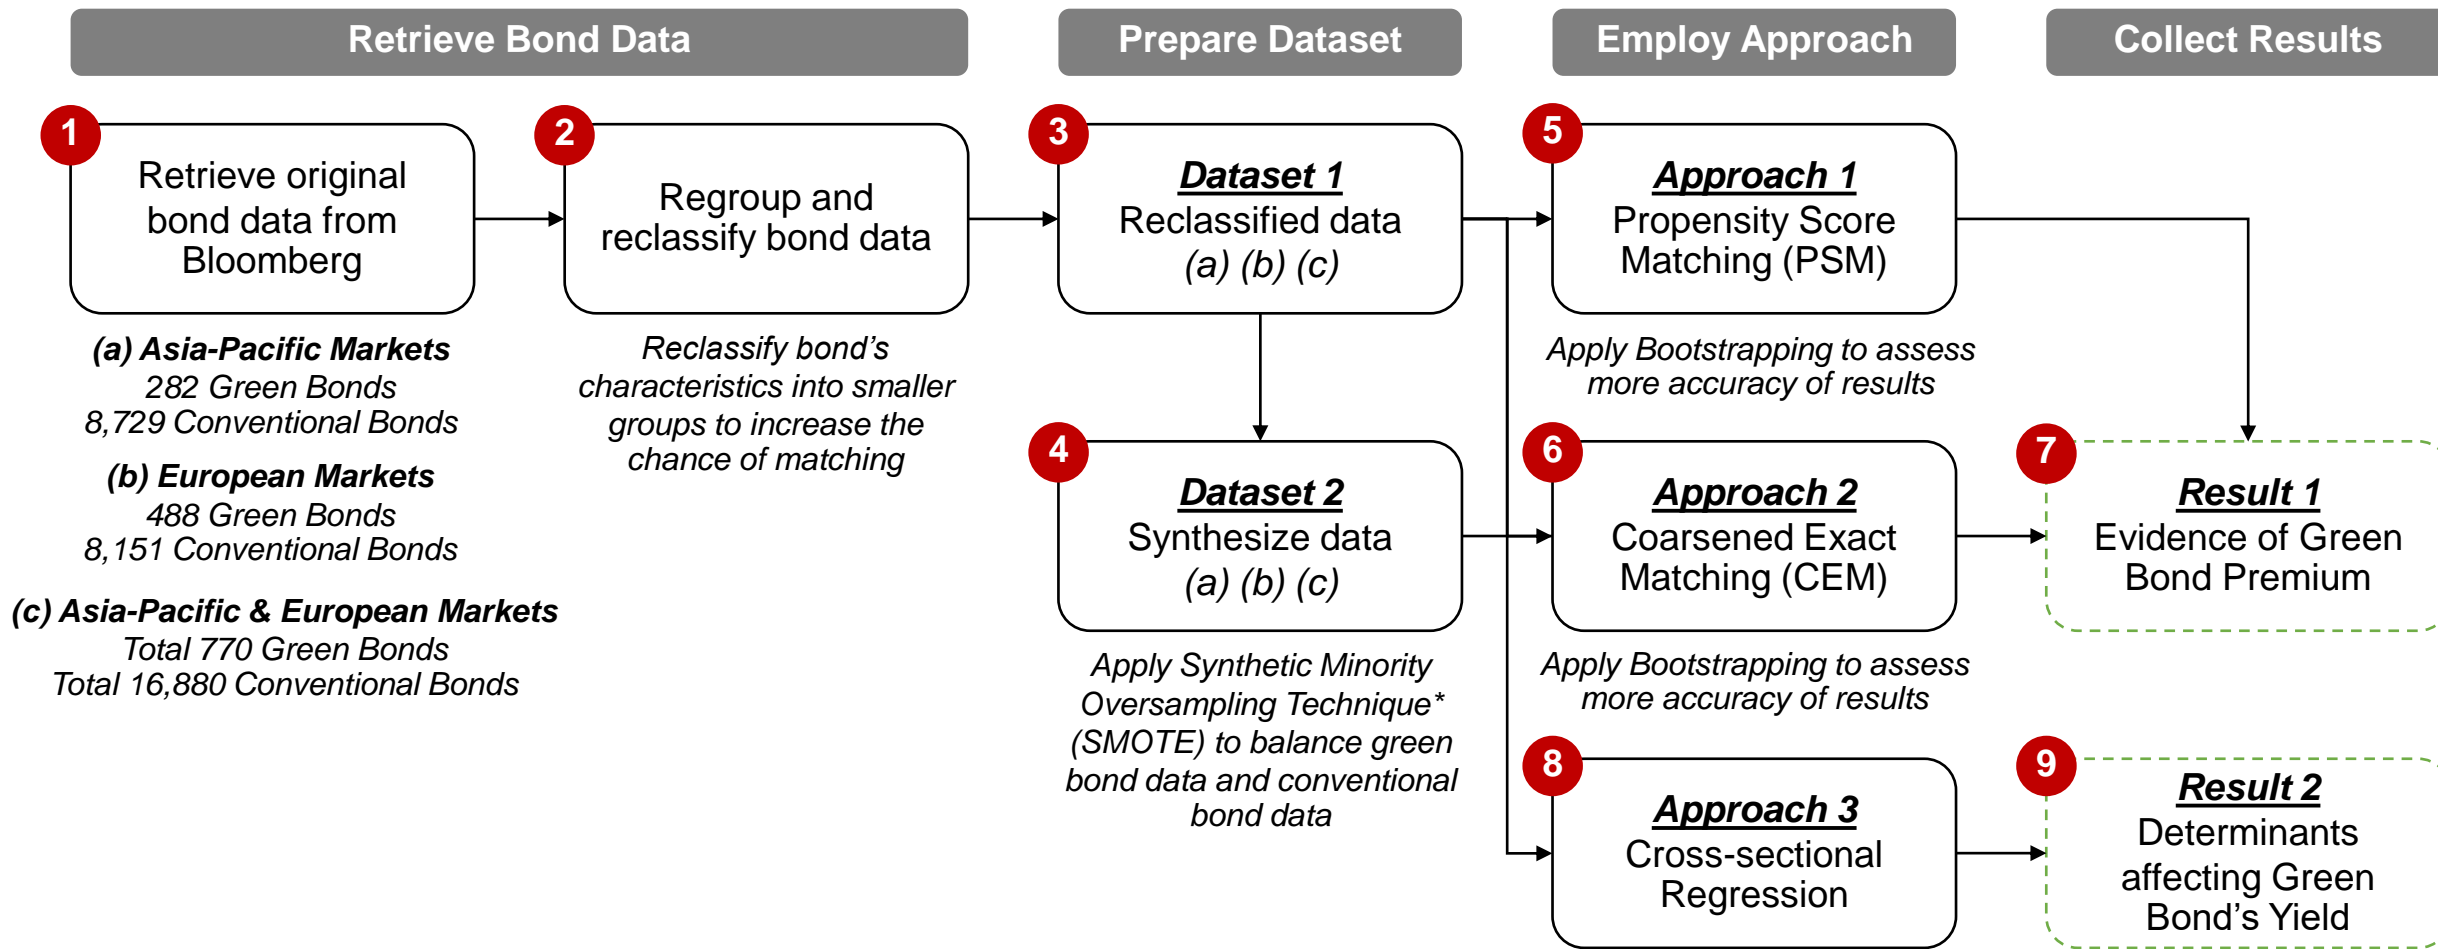 Retrieve Bond Data
Prepare Dataset
Employ Approach
Collect Results
1
Retrieve original
bond data from
Bloomberg
(a) Asia-Pacific Markets
282 Green Bonds
8,729 Conventional Bonds
(b) European Markets
488 Green Bonds
8,151 Conventional Bonds
(c) Asia-Pacific & European Markets
Total 770 Green Bonds
Total 16,880 Conventional Bonds
2
Regroup and
reclassify bond data
Reclassify bond’s
characteristics into smaller
groups to increase the
chance of matching
3
Dataset 1
Reclassified data
(a) (b) (c)
4
Dataset 2
Synthesize data
(a) (b) (c)
Apply Synthetic Minority
Oversampling Technique*
(SMOTE) to balance green
bond data and conventional
bond data
5
Approach 1
Propensity Score
Matching (PSM)
Apply Bootstrapping to assess
more accuracy of results
6
Approach 2
Coarsened Exact
Matching (CEM)
Apply Bootstrapping to assess
more accuracy of results
7
Result 1
Evidence of Green
Bond Premium
8
Approach 3
Cross-sectional
Regression
9
Result 2
Determinants
affecting Green
Bond’s Yield